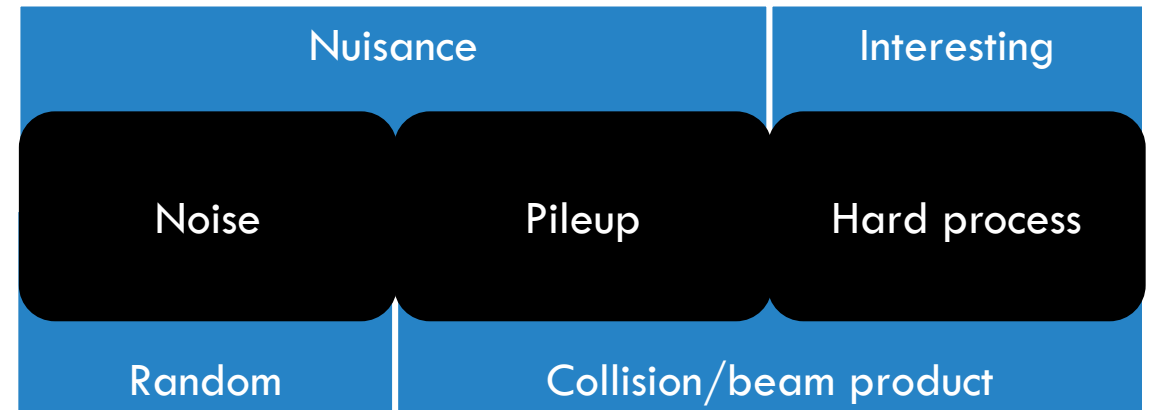 Nuisance Interesting
Noise Pileup Hard process
Random Collision/beam product